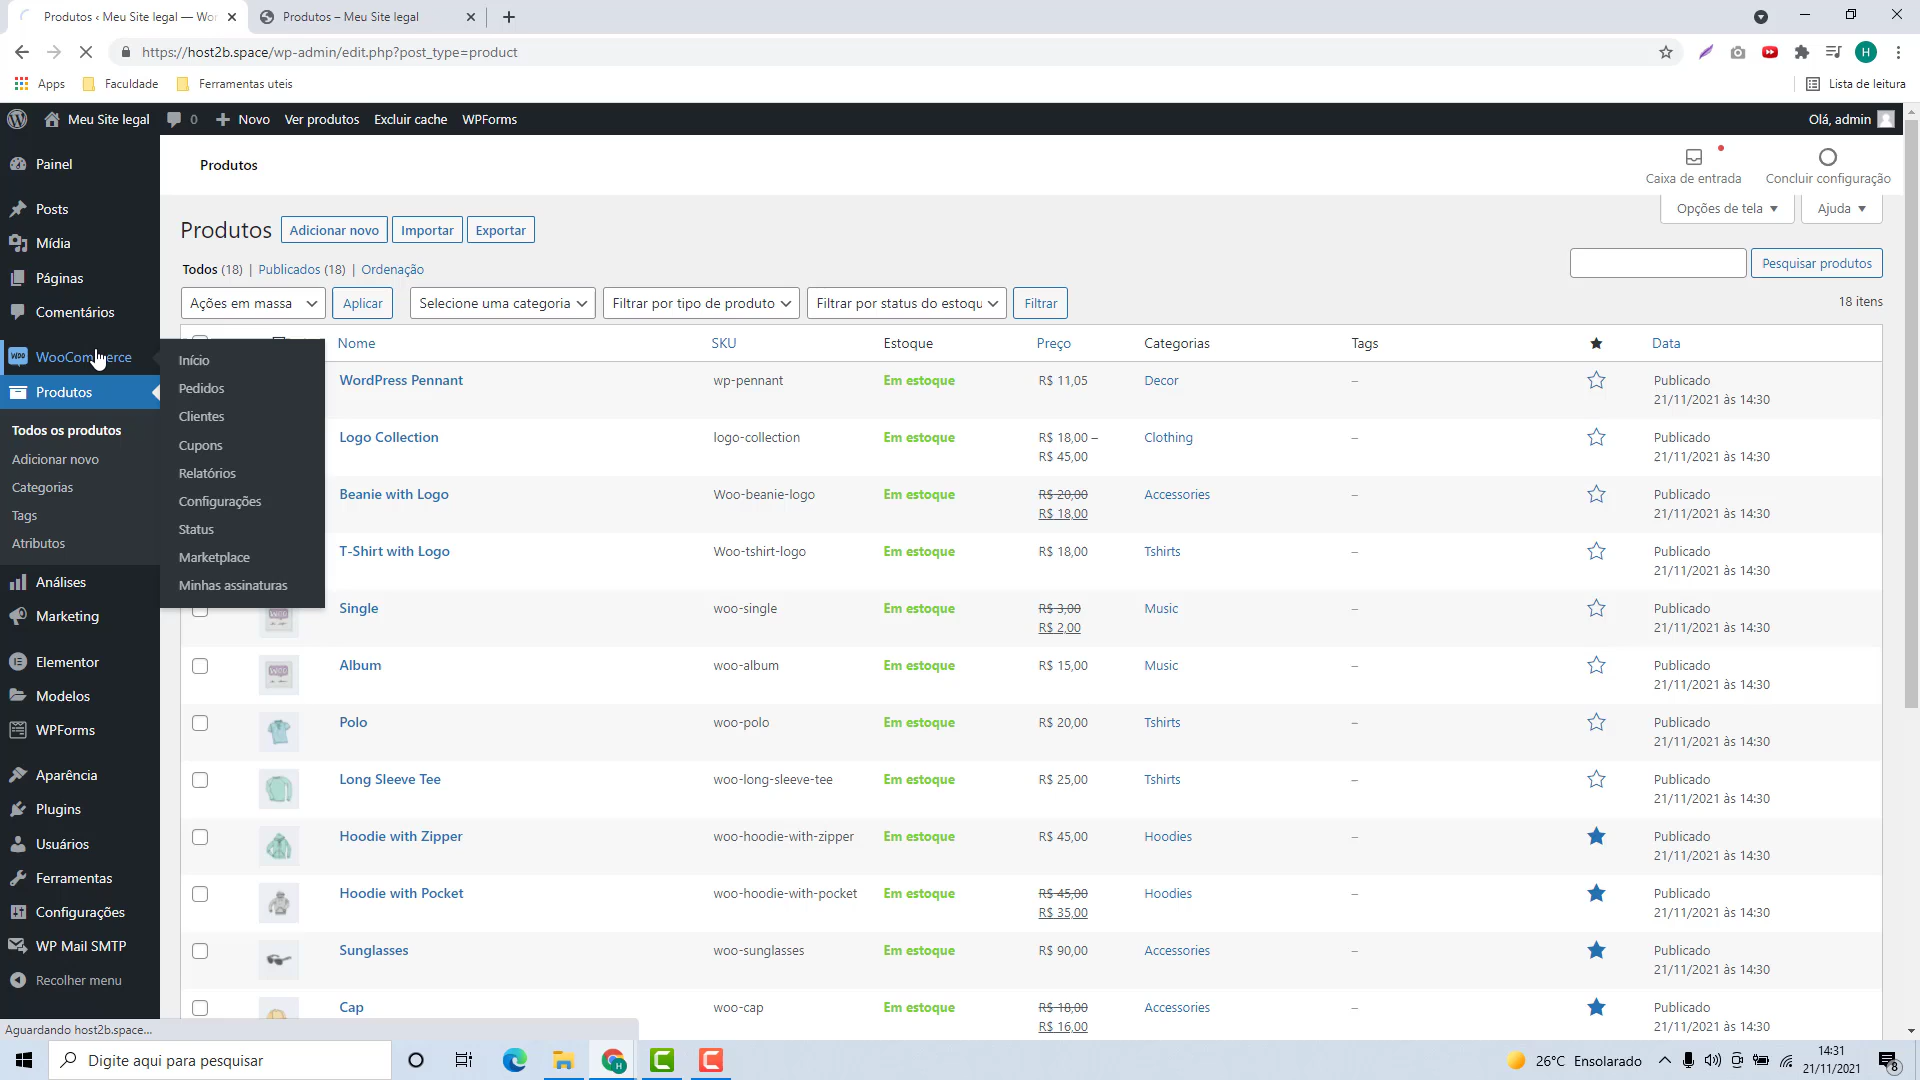 Produtos ‹ Meu Site legal — Wor
Produtos – Meu Site legal
https://host2b.space/wp-admin/edit.php?post_type=product
H
Apps
Faculdade
Ferramentas uteis
Lista de leitura
Meu Site legal
0
Novo
Ver produtos
Excluir cache
WPForms
Olá, admin
Painel
Posts
Mídia
Páginas
Comentários
WooCommerce
Produtos
Todos os produtos
Adicionar novo
Categorias
Tags
Atributos
Análises
Marketing
Elementor
Modelos
WPForms
Aparência
Plugins
Usuários
Ferramentas
Configurações
WP Mail SMTP
Recolher menu
Início
Pedidos
Clientes
Cupons
Relatórios
Configurações
Status
Marketplace
Minhas assinaturas
Produtos
Caixa de entrada
Concluir configuração
Opções de tela
Ajuda
Produtos
Adicionar novo
Importar
Exportar
Todos (18) | Publicados (18) | Ordenação
Pesquisar produtos
Ações em massa
Aplicar
Selecione uma categoria
Filtrar por tipo de produto
Filtrar por status do estoqu
Filtrar
18 itens
Nome SKU Estoque Preço Categorias Tags Data
WordPress Pennant wp-pennant Em estoque R$ 11,05 Decor – Publicado
21/11/2021 às 14:30
Logo Collection logo-collection Em estoque R$ 18,00 – Clothing – Publicado
R$ 45,00 21/11/2021 às 14:30
Beanie with Logo Woo-beanie-logo Em estoque R$ 20,00 Accessories – Publicado
R$ 18,00 21/11/2021 às 14:30
T-Shirt with Logo Woo-tshirt-logo Em estoque R$ 18,00 Tshirts – Publicado
21/11/2021 às 14:30
Single woo-single Em estoque R$ 3,00 Music – Publicado
R$ 2,00 21/11/2021 às 14:30
Album woo-album Em estoque R$ 15,00 Music – Publicado
21/11/2021 às 14:30
Polo woo-polo Em estoque R$ 20,00 Tshirts – Publicado
21/11/2021 às 14:30
Long Sleeve Tee woo-long-sleeve-tee Em estoque R$ 25,00 Tshirts – Publicado
21/11/2021 às 14:30
Hoodie with Zipper woo-hoodie-with-zipper Em estoque R$ 45,00 Hoodies – Publicado
21/11/2021 às 14:30
Hoodie with Pocket woo-hoodie-with-pocket Em estoque R$ 45,00 Hoodies – Publicado
R$ 35,00 21/11/2021 às 14:30
Sunglasses woo-sunglasses Em estoque R$ 90,00 Accessories – Publicado
21/11/2021 às 14:30
Cap woo-cap Em estoque R$ 18,00 Accessories – Publicado
R$ 16,00 21/11/2021 às 14:30
Aguardando host2b.space...
Digite aqui para pesquisar
26°C Ensolarado
14:31
21/11/2021
8